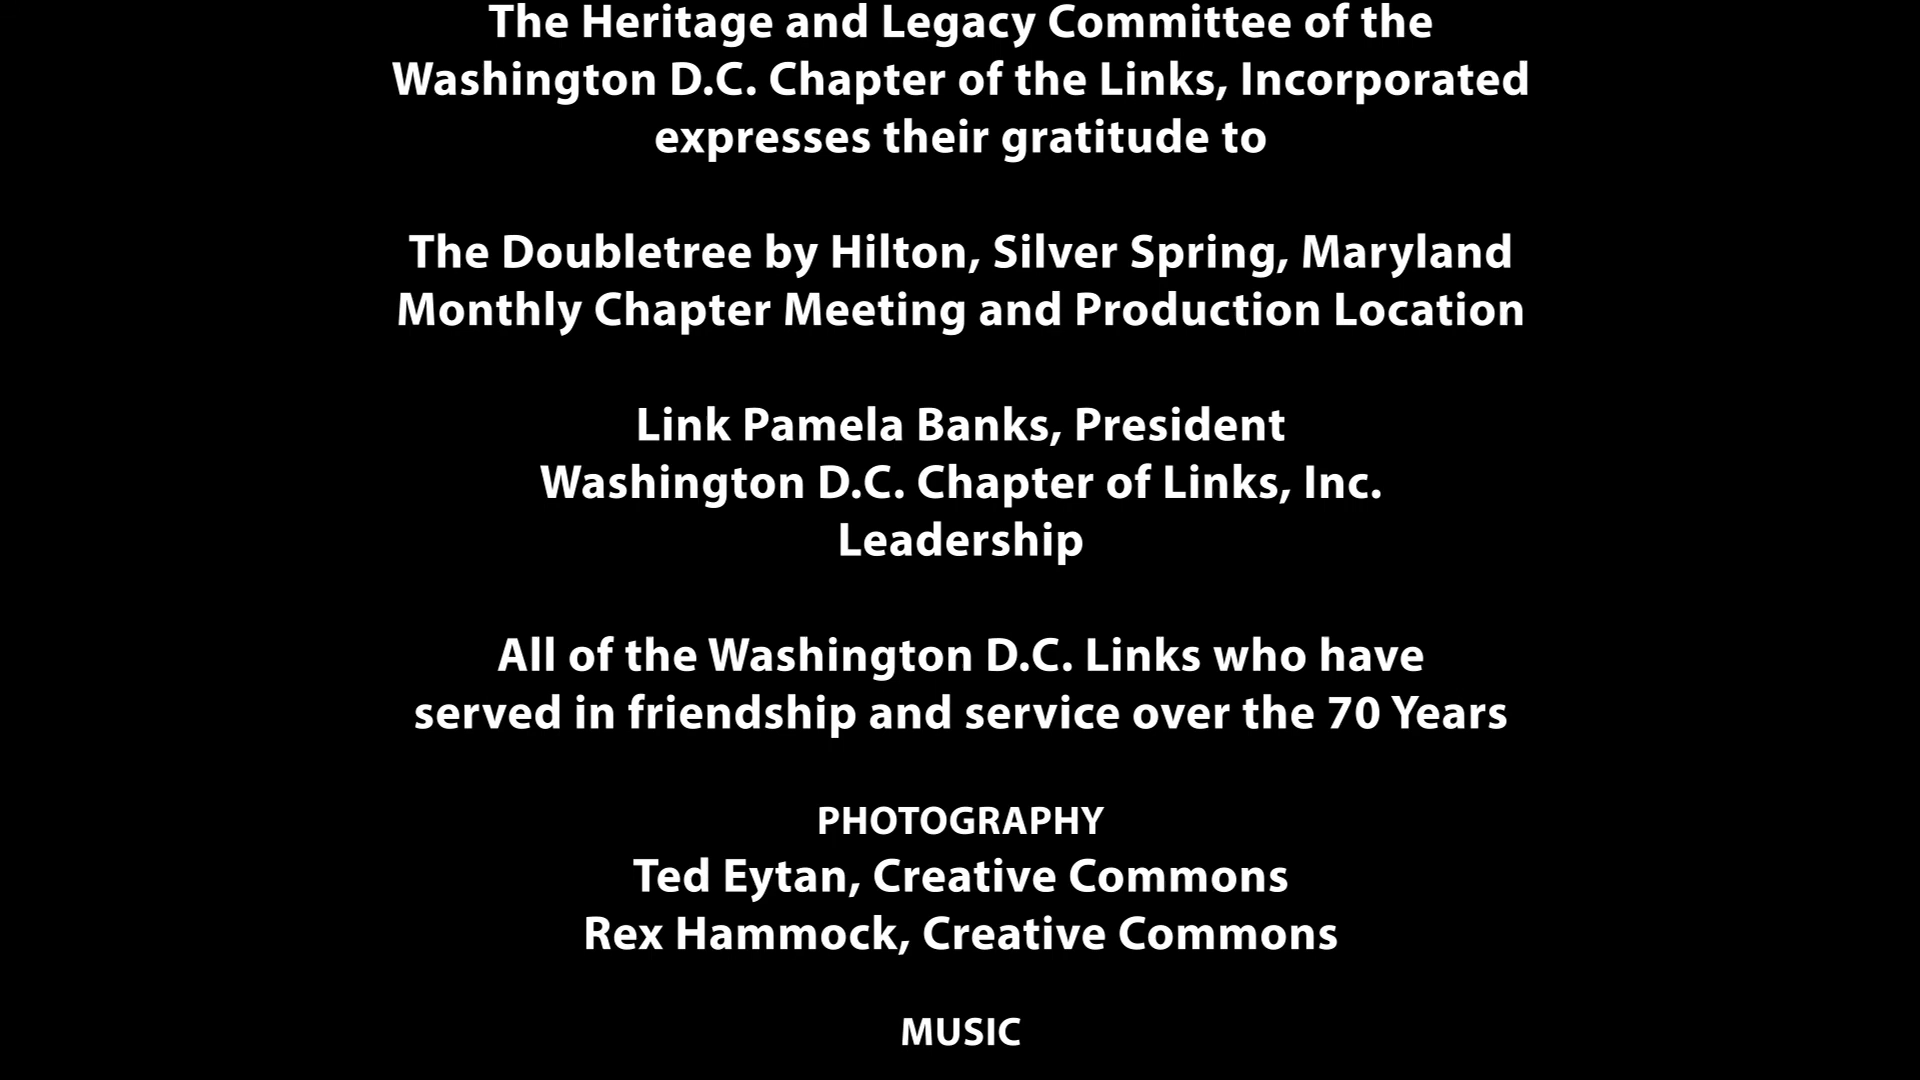 The Heritage and Legacy Committee of the
Washington D.C. Chapter of the Links, Incorporated
expresses their gratitude to
The Doubletree by Hilton, Silver Spring, Maryland
Monthly Chapter Meeting and Production Location
Link Pamela Banks, President
Washington D.C. Chapter of Links, Inc.
Leadership
All of the Washington D.C. Links who have
served in friendship and service over the 70 Years
PHOTOGRAPHY
Ted Eytan, Creative Commons
Rex Hammock, Creative Commons
MUSIC